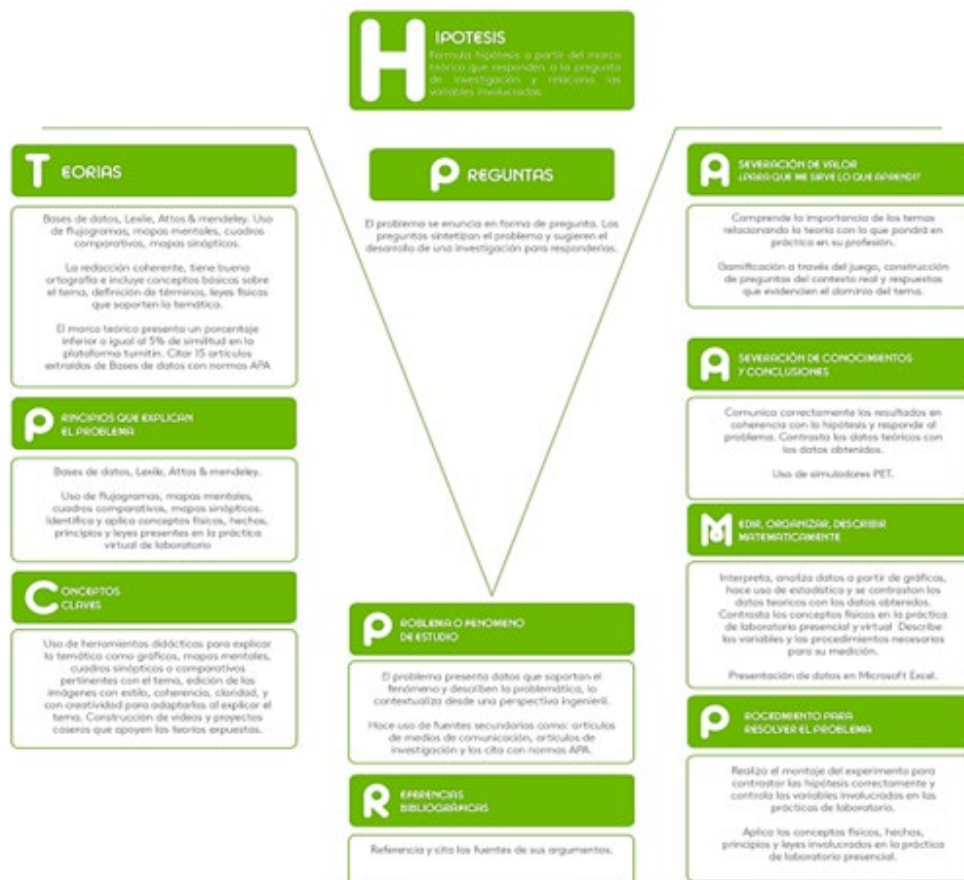 HIPOTESIS
Formula hipótesis a partir del marco
teórico que responden a la pregunta
de investigación y relaciona las
variables involucradas.
TEORIAS
Bases de datos, Lexile, Attos & mendeley. Uso
de flujogramas, mapas mentales, cuadros
comparativos, mapas sinópticos.
La redacción coherente, tiene buena
ortografía e incluye conceptos básicos sobre
el tema, definición de términos, leyes físicas
que soporten la temática.
El marco teórico presenta un porcentaje
inferior o igual al 5% de similitud en la
plataforma turnitin. Citar 15 artículos
extraídos de Bases de datos con normas APA
PRINCIPIOS QUE EXPLICAN
EL PROBLEMA
Bases de datos, Lexile, Attos & mendeley.
Uso de flujogramas, mapas mentales,
cuadros comparativos, mapas sinópticos.
Identifica y aplica conceptos físicos, hechos,
principios y leyes presentes en la práctica
virtual de laboratorio
CONCEPTOS
CLAVES
Uso de herramientas didácticas para explicar
la temática como gráficos, mapas mentales,
cuadros sinópticos o comparativos
pertinentes con el tema, edición de las
imágenes con estilo, coherencia, claridad, y
con creatividad para adaptarlas al explicar el
tema. Construcción de videos y proyectos
caseros que apoyen las teorías expuestas.
PREGUNTAS
El problema se enuncia en forma de pregunta. Las
preguntas sintetizan el problema y sugieren el
desarrollo de una investigación para responderlas.
PROBLEMA O FENOMENO
DE ESTUDIO
El problema presenta datos que soportan el
fenómeno y describen la problemática, lo
contextualiza desde una perspectiva ingenieril.
Hace uso de fuentes secundarias como: artículos
de medios de comunicación, artículos de
investigación y los cita con normas APA.
REFERENCIAS
BIBLIOGRÁFICAS
Referencia y cita las fuentes de sus argumentos.
ASEVERACIÓN DE VALOR
¿PARA QUE ME SIRVE LO QUE APRENDI?
Comprende la importancia de los temas
relacionando la teoría con lo que pondrá en
práctica en su profesión.
Gamificación a través del juego, construcción
de preguntas del contexto real y respuestas
que evidencien el dominio del tema.
ASEVERACIÓN DE CONOCIMIENTOS
Y CONCLUSIONES
Comunica correctamente los resultados en
coherencia con la hipótesis y responde al
problema. Contrasta los datos teóricos con
los datos obtenidos.
Uso de simuladores PET.
MEDIR, ORGANIZAR, DESCRIBIR
MATEMATICAMENTE
Interpreta, analiza datos a partir de gráficos,
hace uso de estadística y se contrastan los
datos teoricos con los datos obtenidos.
Contrasta los conceptos físicos en la práctica
de laboratorio presencial y virtual Describe
las variables y los procedimientos necesarios
para su medición.
Presentación de datos en Microsoft Excel.
PROCEDIMIENTO PARA
RESOLVER EL PROBLEMA
Realiza el montaje del experimento para
contrastar las hipótesis correctamente y
controla las variables involucradas en las
prácticas de laboratorio.
Aplica los conceptos físicos, hechos,
principios y leyes involucrados en la práctica
de laboratorio presencial.